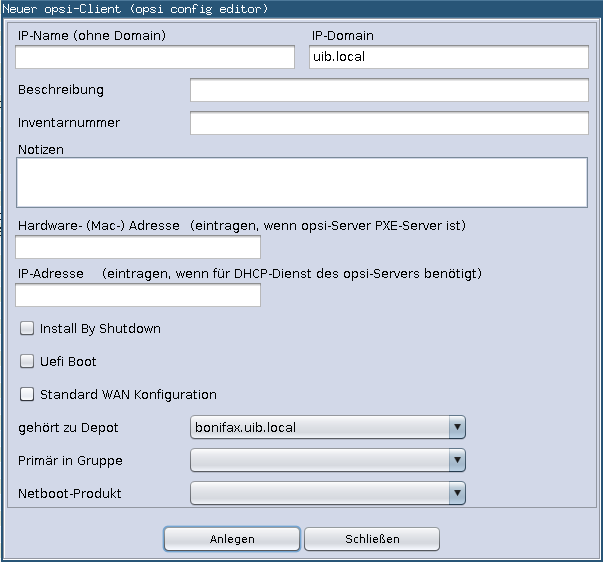 Neuer opsi-Client (opsi config editor)
IP-Name (ohne Domain) IP-Domain
uib.local
Beschreibung
Inventarnummer
Notizen
Hardware- (Mac-) Adresse (eintragen, wenn opsi-Server PXE-Server ist)
IP-Adresse (eintragen, wenn für DHCP-Dienst des opsi-Servers benötigt)
Install By Shutdown
Uefi Boot
Standard WAN Konfiguration
gehört zu Depot bonifax.uib.local
Primär in Gruppe
Netboot-Produkt
Anlegen Schließen